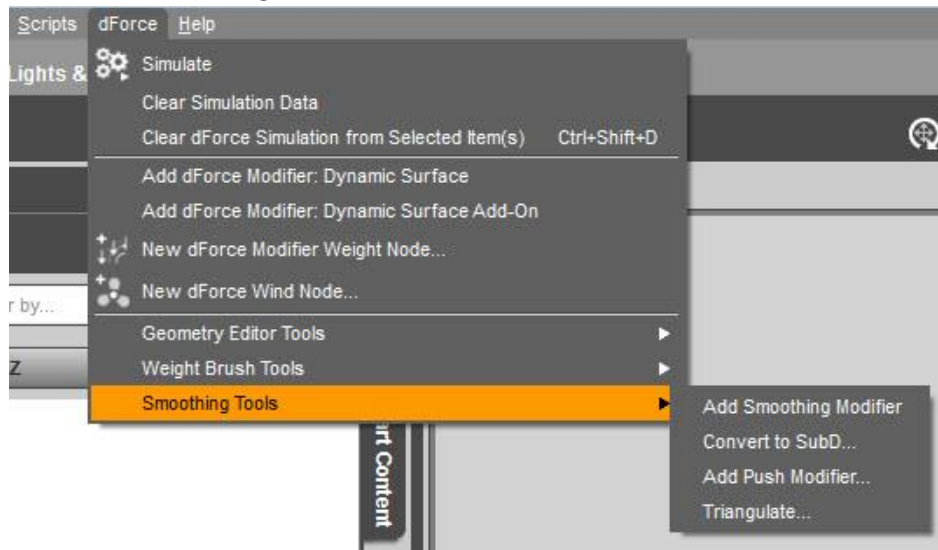 Scripts dForce Help
Lights &
Simulate
Clear Simulation Data
Clear dForce Simulation from Selected Item(s) Ctrl+Shift+D
Add dForce Modifier: Dynamic Surface
Add dForce Modifier: Dynamic Surface Add-On
New dForce Modifier Weight Node...
New dForce Wind Node...
r by...
Geometry Editor Tools
Z
Weight Brush Tools
Smoothing Tools
Add Smoothing Modifier
Convert to SubD...
Add Push Modifier...
Triangulate...
rt Content